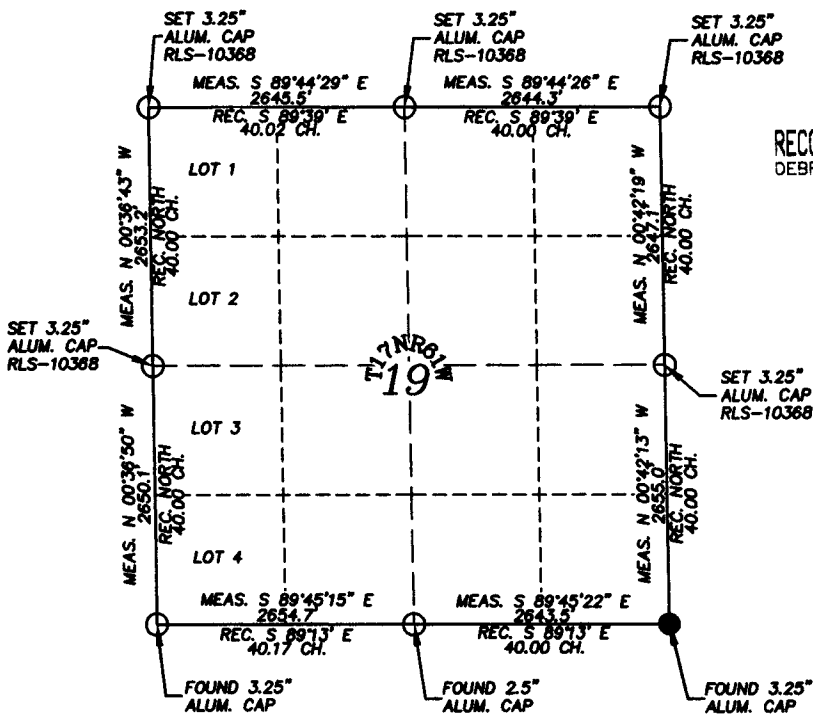 SET 3.25"
ALUM. CAP
RLS-10368
SET 3.25"
ALUM. CAP
RLS-10368
SET 3.25"
ALUM. CAP
RLS-10368
MEAS. S 89°44'29" E
2645.5'
REC. S 89°39' E
40.02 CH.
MEAS. S 89°44'26" E
2644.3'
REC. S 89°39' E
40.00 CH.
MEAS. N 00°36'43" W
2653.2'
REC. NORTH
40.00 CH.
LOT 1
MEAS. N 00°42'19" W
2647.1'
REC. NORTH
40.00 CH.
LOT 2
SET 3.25"
ALUM. CAP
RLS-10368
T17NR61W
19
SET 3.25"
ALUM. CAP
RLS-10368
MEAS. N 00°36'50" W
2650.1'
REC. NORTH
40.00 CH.
LOT 3
MEAS. N 00°42'13" W
2655.0'
REC. NORTH
40.00 CH.
LOT 4
MEAS. S 89°45'15" E
2654.7'
REC. S 89°13' E
40.17 CH.
MEAS. S 89°45'22" E
2643.5'
REC. S 89°13' E
40.00 CH.
FOUND 3.25"
ALUM. CAP
FOUND 2.5"
ALUM. CAP
FOUND 3.25"
ALUM. CAP